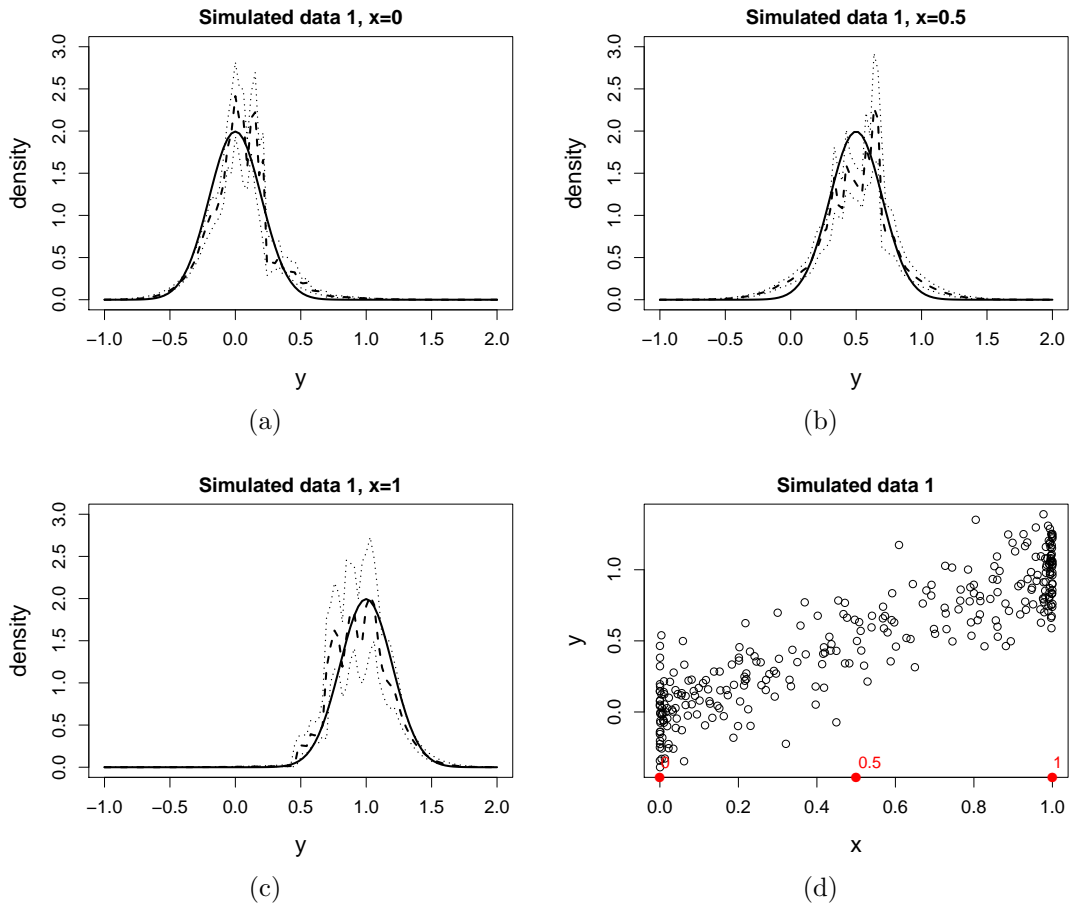 Simulated data 1, x=0
density
0.0 0.5 1.0 1.5 2.0 2.5 3.0
−1.0 −0.5 0.0 0.5 1.0 1.5 2.0
y
(a)
Simulated data 1, x=0.5
density
0.0 0.5 1.0 1.5 2.0 2.5 3.0
−1.0 −0.5 0.0 0.5 1.0 1.5 2.0
y
(b)
Simulated data 1, x=1
density
0.0 0.5 1.0 1.5 2.0 2.5 3.0
−1.0 −0.5 0.0 0.5 1.0 1.5 2.0
y
(c)
Simulated data 1
y
0.0 0.5 1.0
0 0.5 1
0.0 0.2 0.4 0.6 0.8 1.0
x
(d)